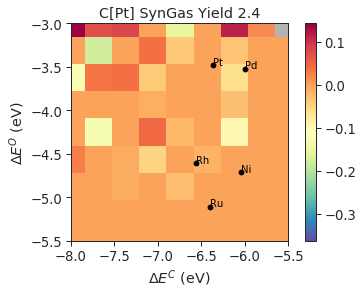 C[Pt] SynGas Yield 2.4
−3.0
−3.5
−4.0
−4.5
−5.0
−5.5
ΔE^O (eV)
Pt
Pd
Rh
Ni
Ru
−8.0 −7.5 −7.0 −6.5 −6.0 −5.5
ΔE^C (eV)
0.1
0.0
−0.1
−0.2
−0.3